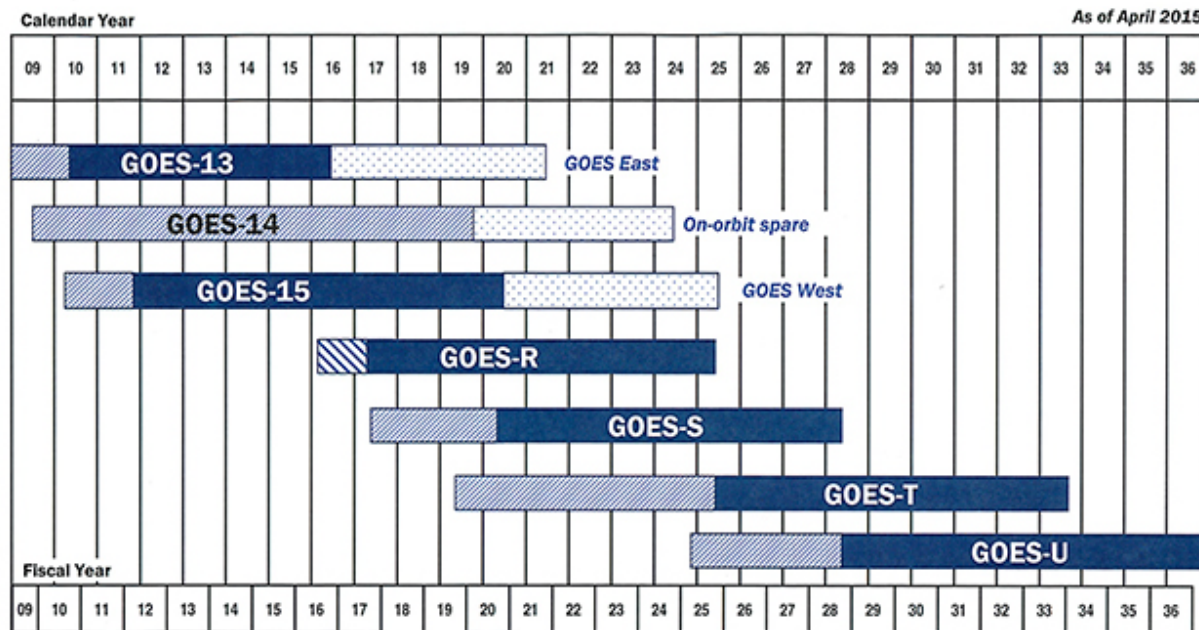 Calendar Year
As of April 2015
09 10 11 12 13 14 15 16 17 18 19 20 21 22 23 24 25 26 27 28 29 30 31 32 33 34 35 36
GOES-13 GOES East
GOES-14 On-orbit spare
GOES-15 GOES West
GOES-R
GOES-S
GOES-T
GOES-U
Fiscal Year
09 10 11 12 13 14 15 16 17 18 19 20 21 22 23 24 25 26 27 28 29 30 31 32 33 34 35 36